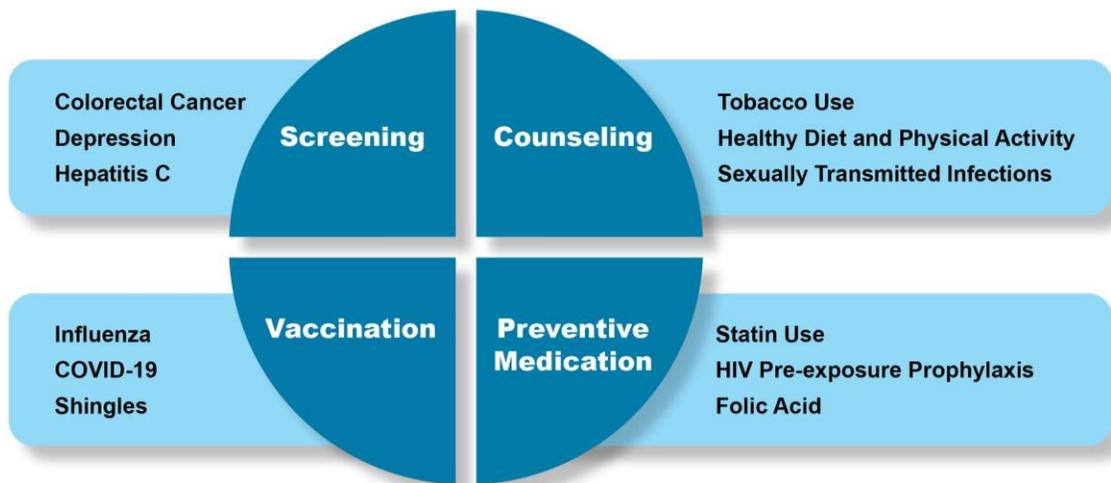 Screening
Colorectal Cancer
Depression
Hepatitis C
Counseling
Tobacco Use
Healthy Diet and Physical Activity
Sexually Transmitted Infections
Vaccination
Influenza
COVID-19
Shingles
Preventive
Medication
Statin Use
HIV Pre-exposure Prophylaxis
Folic Acid